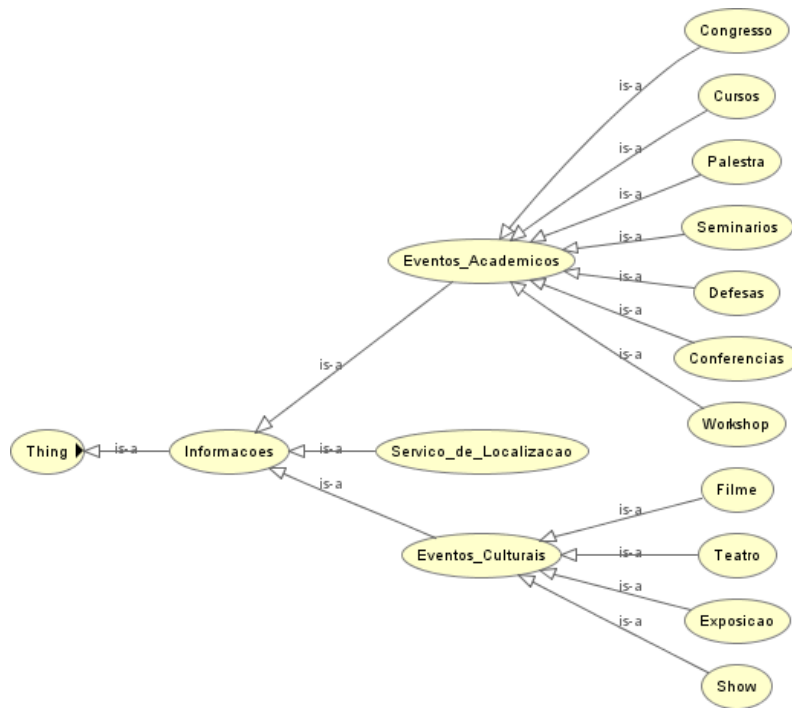 Congresso
is-a
Cursos
is-a
Palestra
is-a
Seminarios
is-a
Eventos_Academicos
is-a
Defesas
is-a
Conferencias
is-a
is-a
Workshop
Thing
is-a
Informacoes
is-a
Servico_de_Localizacao
is-a
Filme
is-a
Eventos_Culturais
is-a
Teatro
is-a
Exposicao
is-a
Show